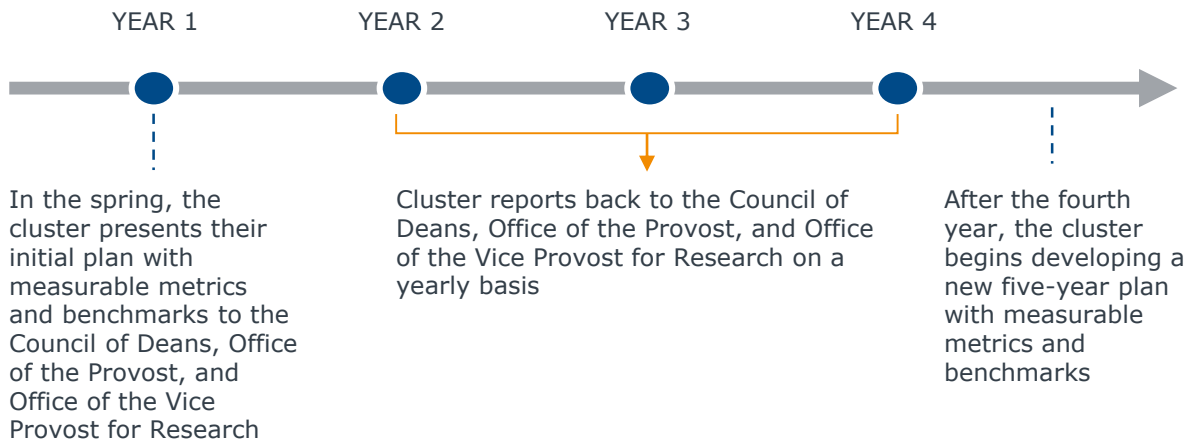 YEAR 1
YEAR 2
YEAR 3
YEAR 4
In the spring, the
cluster presents their
initial plan with
measurable metrics
and benchmarks to the
Council of Deans, Office
of the Provost, and
Office of the Vice
Provost for Research
Cluster reports back to the Council of
Deans, Office of the Provost, and Office
of the Vice Provost for Research on a
yearly basis
After the fourth
year, the cluster
begins developing a
new five-year plan
with measurable
metrics and
benchmarks